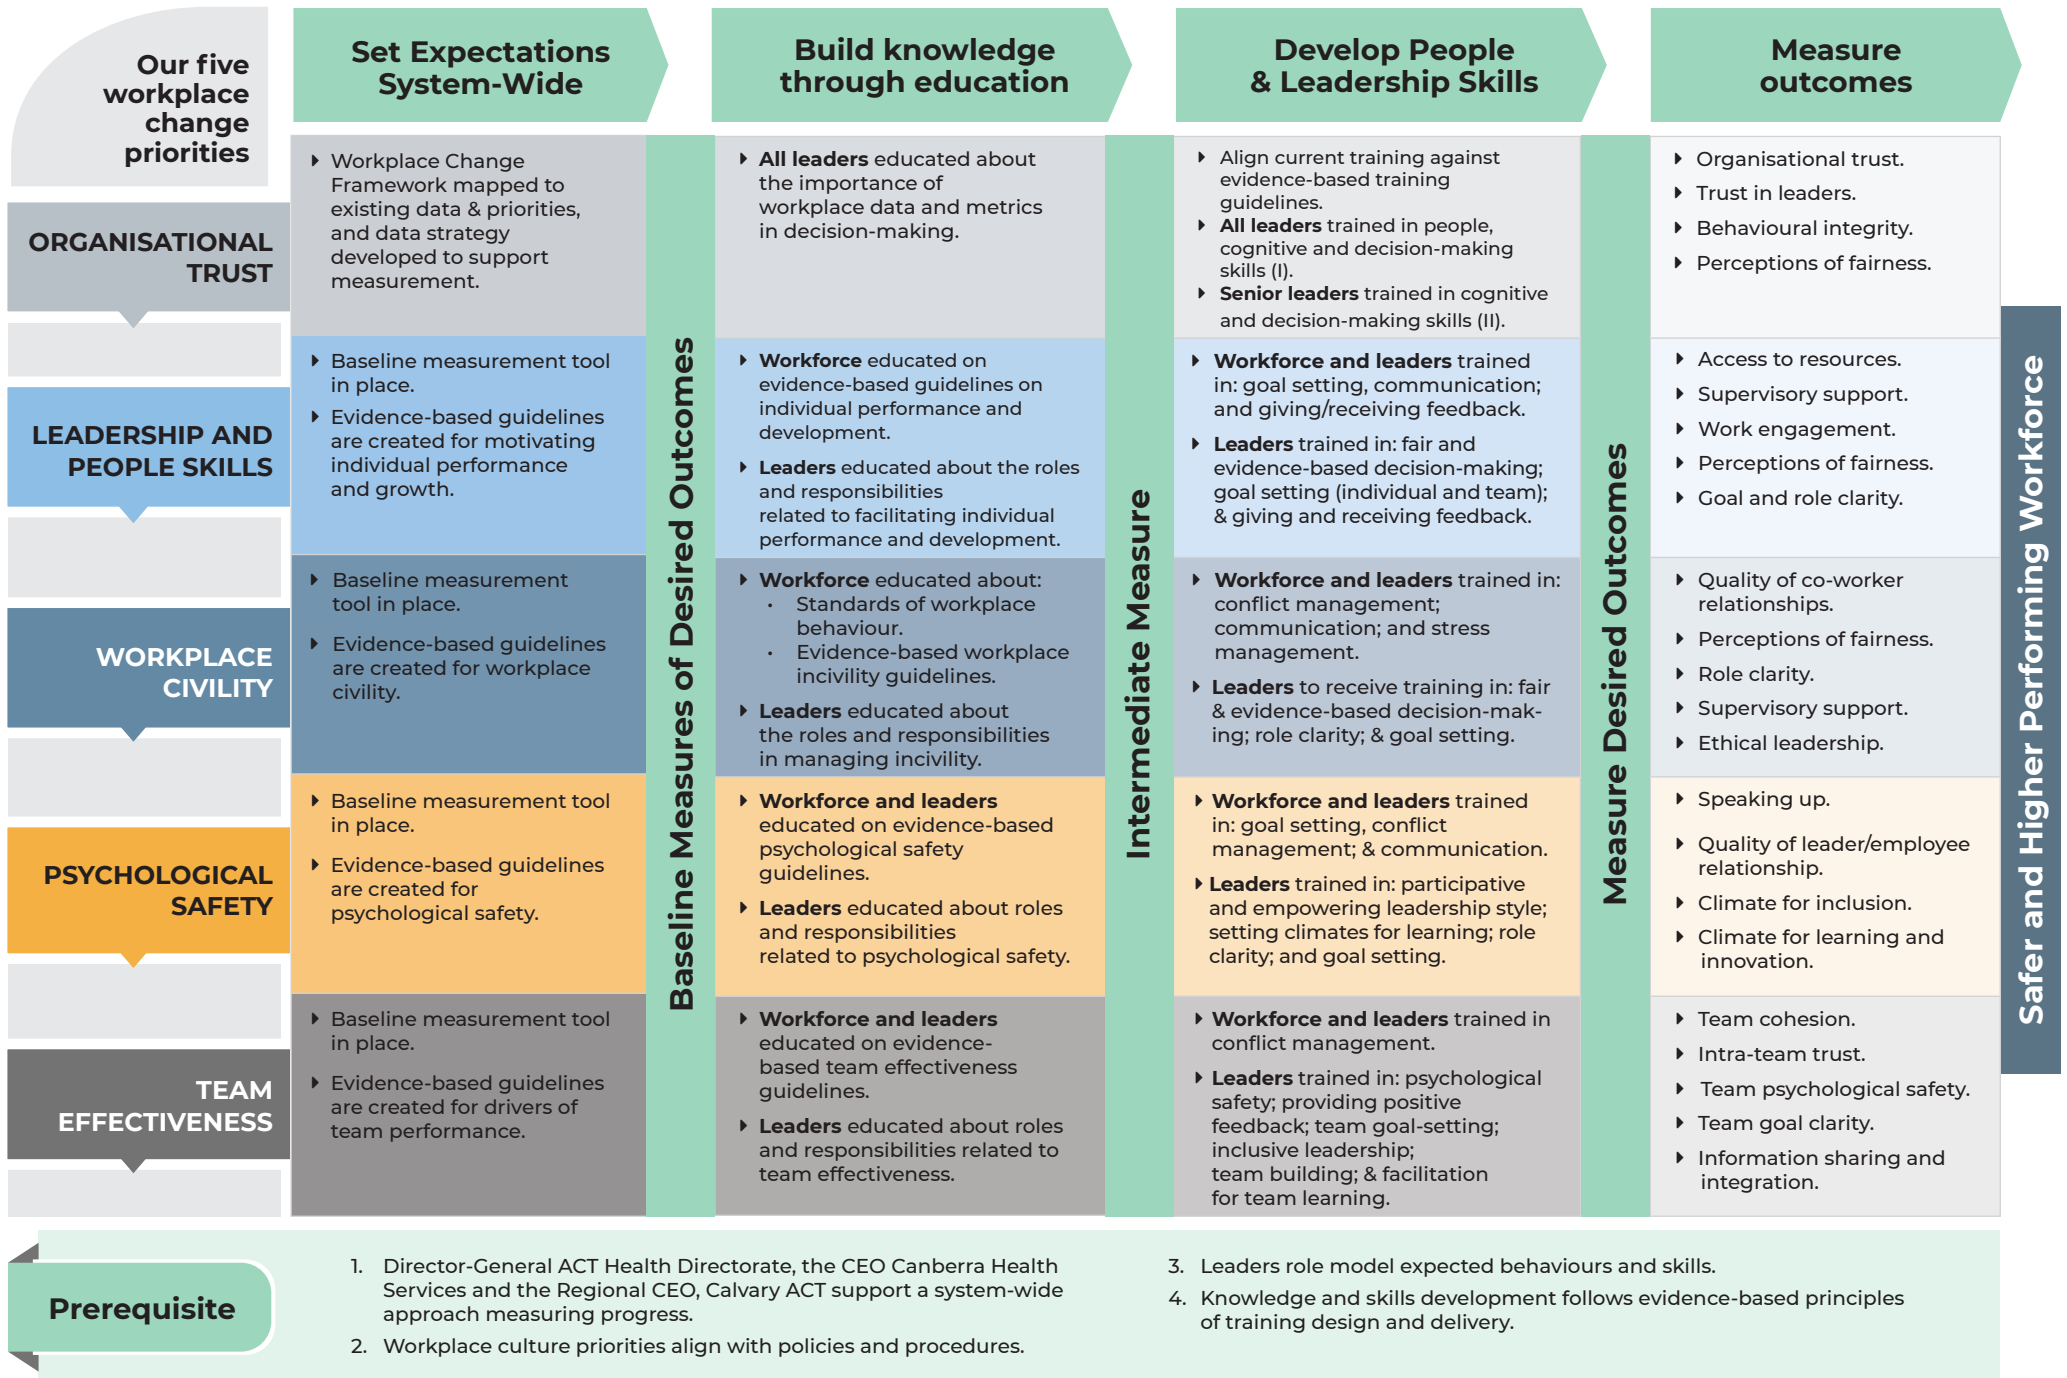 Our five
workplace
change
priorities
Set Expectations
System-Wide
Build knowledge
through education
Develop People
& Leadership Skills
Measure
outcomes
ORGANISATIONAL
TRUST
Workplace Change
Framework mapped to
existing data & priorities,
and data strategy
developed to support
measurement.
All leaders educated about
the importance of
workplace data and metrics
in decision-making.
Align current training against
evidence-based training
guidelines.
All leaders trained in people,
cognitive and decision-making
skills (I).
Senior leaders trained in cognitive
and decision-making skills (II).
Organisational trust.
Trust in leaders.
Behavioural integrity.
Perceptions of fairness.
LEADERSHIP AND
PEOPLE SKILLS
Baseline measurement tool
in place.
Evidence-based guidelines
are created for motivating
individual performance
and growth.
Workforce educated on
evidence-based guidelines on
individual performance and
development.
Leaders educated about the roles
and responsibilities
related to facilitating individual
performance and development.
Workforce and leaders trained
in: goal setting, communication;
and giving/receiving feedback.
Leaders trained in: fair and
evidence-based decision-making;
goal setting (individual and team);
& giving and receiving feedback.
Access to resources.
Supervisory support.
Work engagement.
Perceptions of fairness.
Goal and role clarity.
WORKPLACE
CIVILITY
Baseline measurement
tool in place.
Evidence-based guidelines
are created for workplace
civility.
Workforce educated about:
· Standards of workplace
behaviour.
· Evidence-based workplace
incivility guidelines.
Leaders educated about
the roles and responsibilities
in managing incivility.
Workforce and leaders trained in:
conflict management;
communication; and stress
management.
Leaders to receive training in: fair
& evidence-based decision-mak-
ing; role clarity; & goal setting.
Quality of co-worker
relationships.
Perceptions of fairness.
Role clarity.
Supervisory support.
Ethical leadership.
PSYCHOLOGICAL
SAFETY
Baseline measurement tool
in place.
Evidence-based guidelines
are created for
psychological safety.
Workforce and leaders
educated on evidence-based
psychological safety
guidelines.
Leaders educated about roles
and responsibilities
related to psychological safety.
Workforce and leaders trained
in: goal setting, conflict
management; & communication.
Leaders trained in: participative
and empowering leadership style;
setting climates for learning; role
clarity; and goal setting.
Speaking up.
Quality of leader/employee
relationship.
Climate for inclusion.
Climate for learning and
innovation.
TEAM
EFFECTIVENESS
Baseline measurement tool
in place.
Evidence-based guidelines
are created for drivers of
team performance.
Workforce and leaders
educated on evidence-
based team effectiveness
guidelines.
Leaders educated about roles
and responsibilities related to
team effectiveness.
Workforce and leaders trained in
conflict management.
Leaders trained in: psychological
safety; providing positive
feedback; team goal-setting;
inclusive leadership;
team building; & facilitation
for team learning.
Team cohesion.
Intra-team trust.
Team psychological safety.
Team goal clarity.
Information sharing and
integration.
Baseline Measures of Desired Outcomes
Intermediate Measure
Measure Desired Outcomes
Safer and Higher Performing Workforce
Prerequisite
1. Director-General ACT Health Directorate, the CEO Canberra Health
Services and the Regional CEO, Calvary ACT support a system-wide
approach measuring progress.
2. Workplace culture priorities align with policies and procedures.
3. Leaders role model expected behaviours and skills.
4. Knowledge and skills development follows evidence-based principles
of training design and delivery.